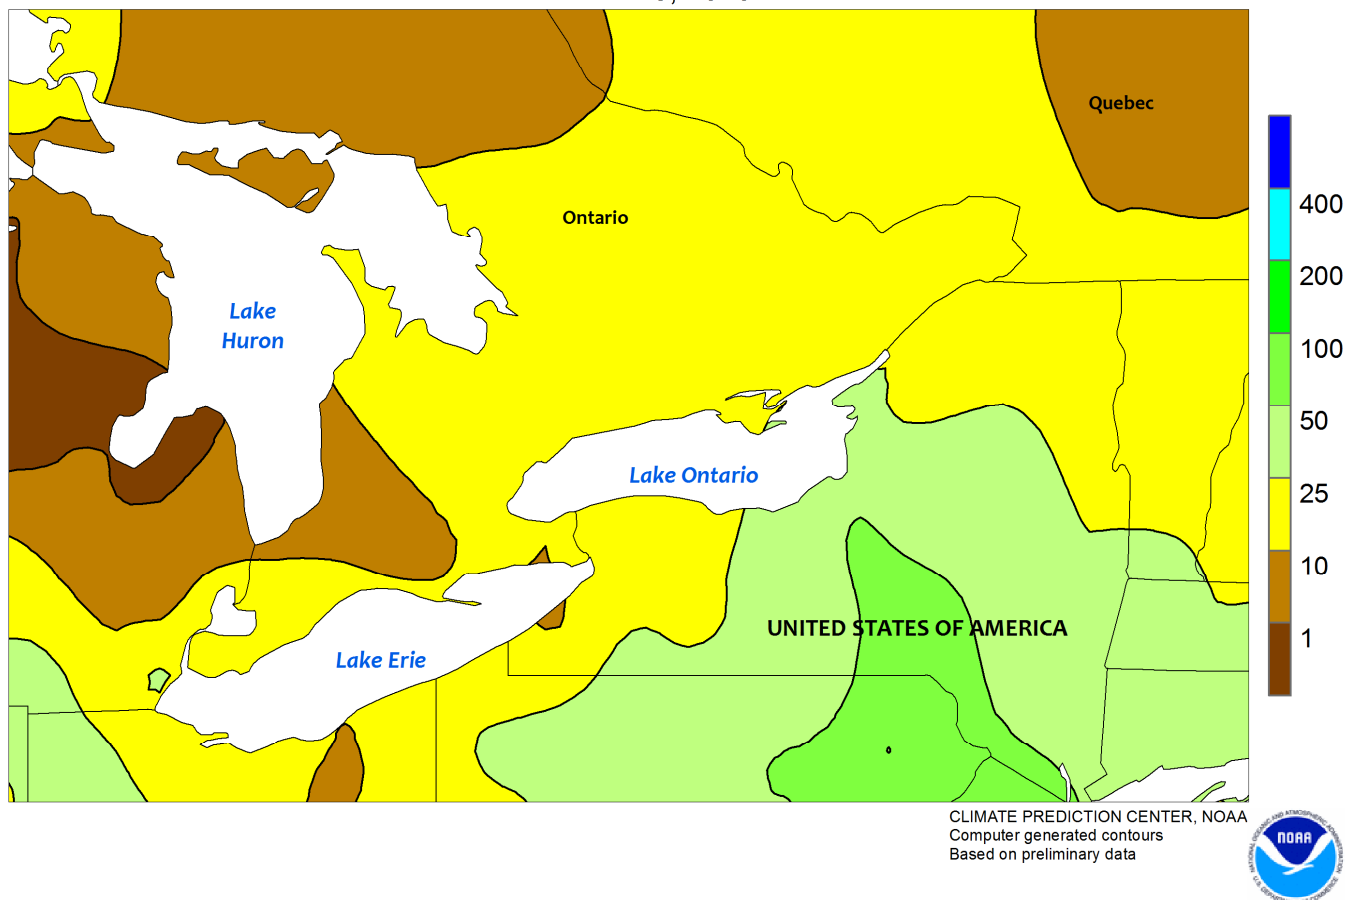 Quebec
Ontario
Lake
Huron
Lake Ontario
UNITED STATES OF AMERICA
Lake Erie
400
200
100
50
25
10
1
CLIMATE PREDICTION CENTER, NOAA
Computer generated contours
Based on preliminary data
NOAA